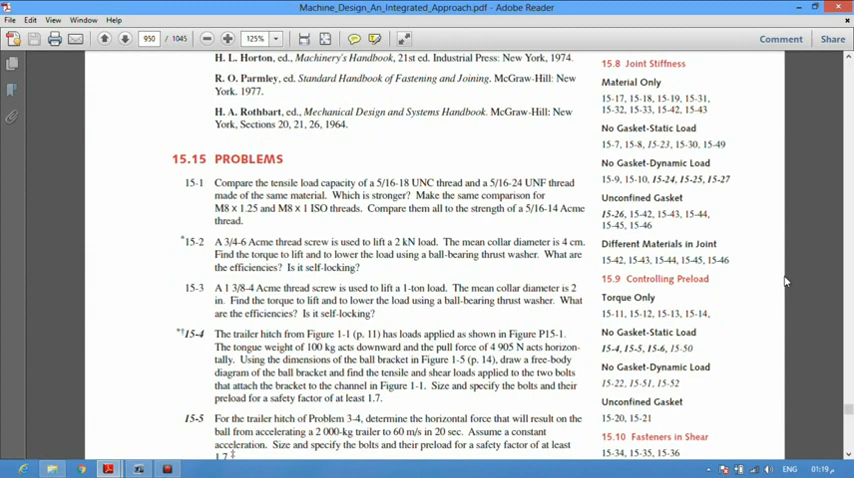 Machine_Design_An_Integrated_Approach.pdf - Adobe Reader
File Edit View Window Help
950 / 1045
125%
Comment
Share
H. L. Horton, ed., Machinery's Handbook, 21st ed. Industrial Press: New York, 1974.
R. O. Parmley, ed. Standard Handbook of Fastening and Joining. McGraw-Hill: New
York. 1977.
H. A. Rothbart, ed., Mechanical Design and Systems Handbook. McGraw-Hill: New
York, Sections 20, 21, 26, 1964.
15.15 PROBLEMS
15-1 Compare the tensile load capacity of a 5/16-18 UNC thread and a 5/16-24 UNF thread
made of the same material. Which is stronger? Make the same comparison for
M8 × 1.25 and M8 × 1 ISO threads. Compare them all to the strength of a 5/16-14 Acme
thread.
*15-2 A 3/4-6 Acme thread screw is used to lift a 2 kN load. The mean collar diameter is 4 cm.
Find the torque to lift and to lower the load using a ball-bearing thrust washer. What are
the efficiencies? Is it self-locking?
15-3 A 1 3/8-4 Acme thread screw is used to lift a 1-ton load. The mean collar diameter is 2
in. Find the torque to lift and to lower the load using a ball-bearing thrust washer. What
are the efficiencies? Is it self-locking?
*†15-4 The trailer hitch from Figure 1-1 (p. 11) has loads applied as shown in Figure P15-1.
The tongue weight of 100 kg acts downward and the pull force of 4 905 N acts horizon-
tally. Using the dimensions of the ball bracket in Figure 1-5 (p. 14), draw a free-body
diagram of the ball bracket and find the tensile and shear loads applied to the two bolts
that attach the bracket to the channel in Figure 1-1. Size and specify the bolts and their
preload for a safety factor of at least 1.7.
15-5 For the trailer hitch of Problem 3-4, determine the horizontal force that will result on the
ball from accelerating a 2 000-kg trailer to 60 m/s in 20 sec. Assume a constant
acceleration. Size and specify the bolts and their preload for a safety factor of at least
1.7.‡
15.8 Joint Stiffness
Material Only
15-17, 15-18, 15-19, 15-31,
15-32, 15-33, 15-42, 15-43
No Gasket-Static Load
15-7, 15-8, 15-23, 15-30, 15-49
No Gasket-Dynamic Load
15-9, 15-10, 15-24, 15-25, 15-27
Unconfined Gasket
15-26, 15-42, 15-43, 15-44,
15-45, 15-46
Different Materials in Joint
15-42, 15-43, 15-44, 15-45, 15-46
15.9 Controlling Preload
Torque Only
15-11, 15-12, 15-13, 15-14,
No Gasket-Static Load
15-4, 15-5, 15-6, 15-50
No Gasket-Dynamic Load
15-22, 15-51, 15-52
Unconfined Gasket
15-20, 15-21
15.10 Fasteners in Shear
15-34, 15-35, 15-36
ENG
م ٠١:١٩